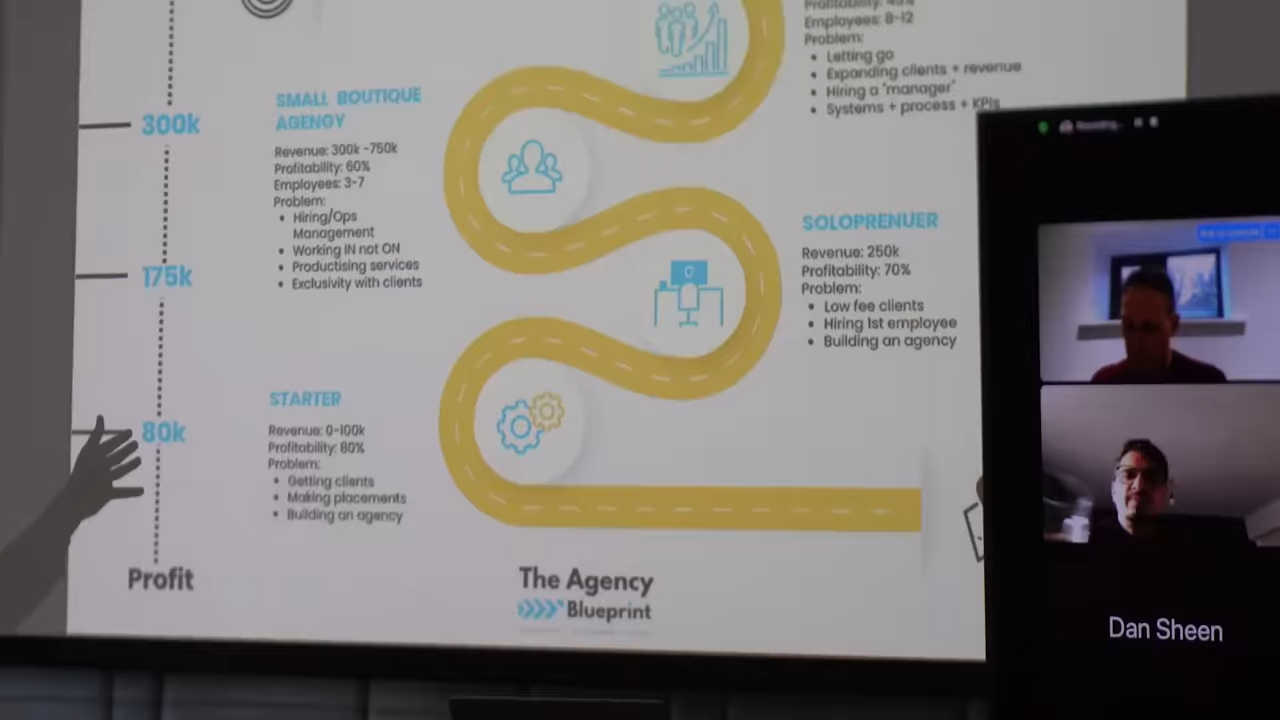 Profitability: 45%
Employees: 8-12
Problem:
Letting go
Expanding clients + revenue
Hiring a "manager"
Systems + process + KPIs
300k
SMALL BOUTIQUE
AGENCY
Revenue: 300k -750k
Profitability: 60%
Employees: 3-7
Problem:
Hiring/Ops
Management
Working IN not ON
Productising services
Exclusivity with clients
175k
SOLOPRENUER
Revenue: 250k
Profitability: 70%
Problem:
Low fee clients
Hiring 1st employee
Building an agency
80k
STARTER
Revenue: 0-100k
Profitability: 80%
Problem:
Getting clients
Making placements
Building an agency
Profit
The Agency
Blueprint
Dan Sheen